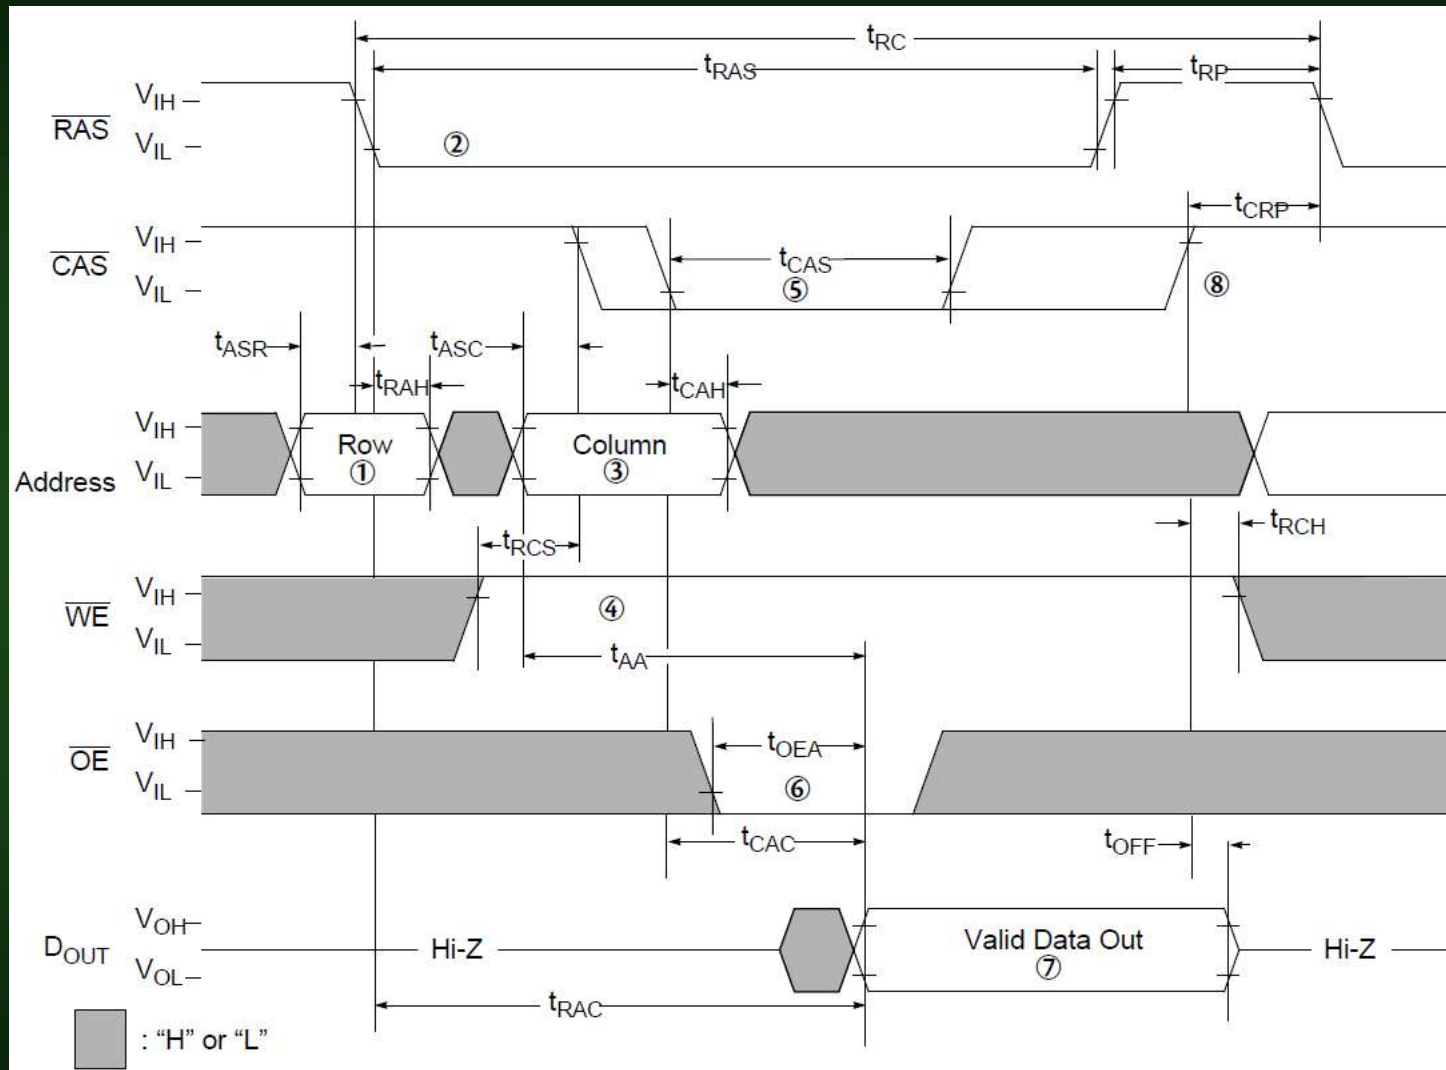 tRC
tRAS
tRP
RAS
VIH
VIL
②
tCRP
CAS
VIH
VIL
tCAS
⑤
⑧
tASR
tRAH
tASC
tCAH
Address
VIH
VIL
Row
①
Column
③
tRCS
tRCH
WE
VIH
VIL
④
tAA
OE
VIH
VIL
tOEA
⑥
tCAC
tOFF
DOUT
VOH
VOL
Hi-Z
Valid Data Out
⑦
Hi-Z
tRAC
: “H” or “L”